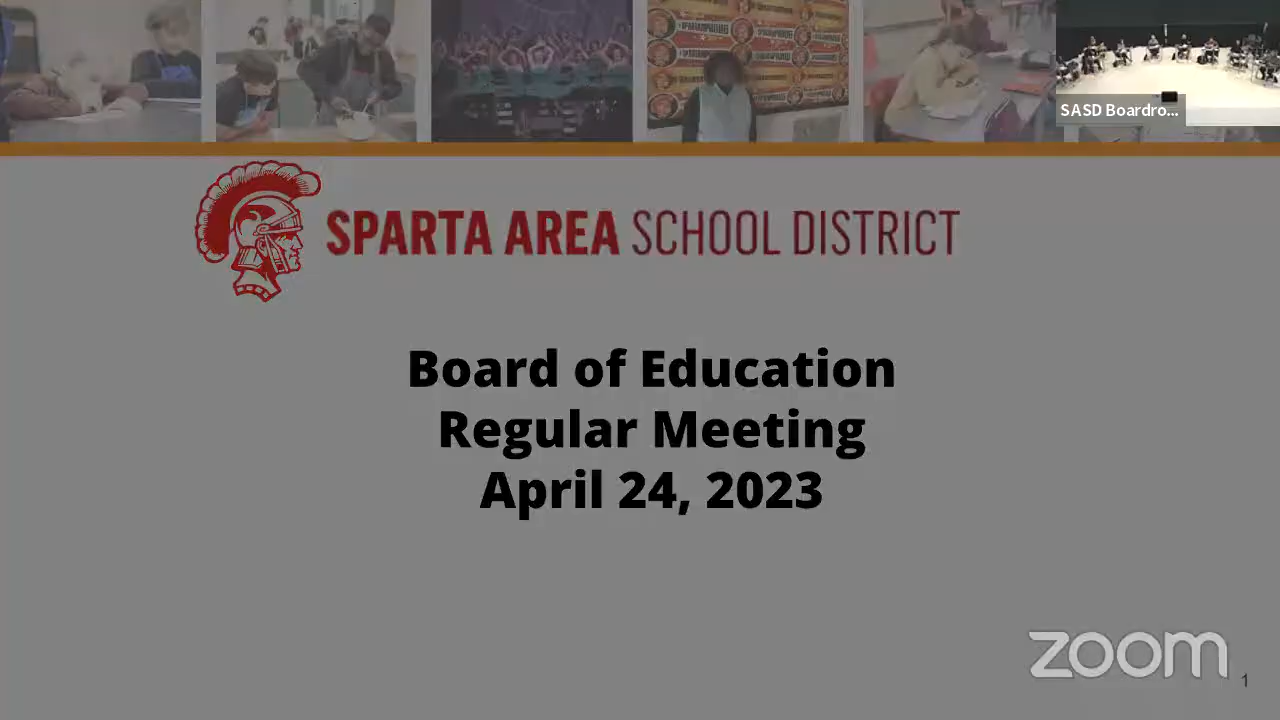 SASD Boardro...
SPARTA AREA SCHOOL DISTRICT
Board of Education
Regular Meeting
April 24, 2023
zoom
1